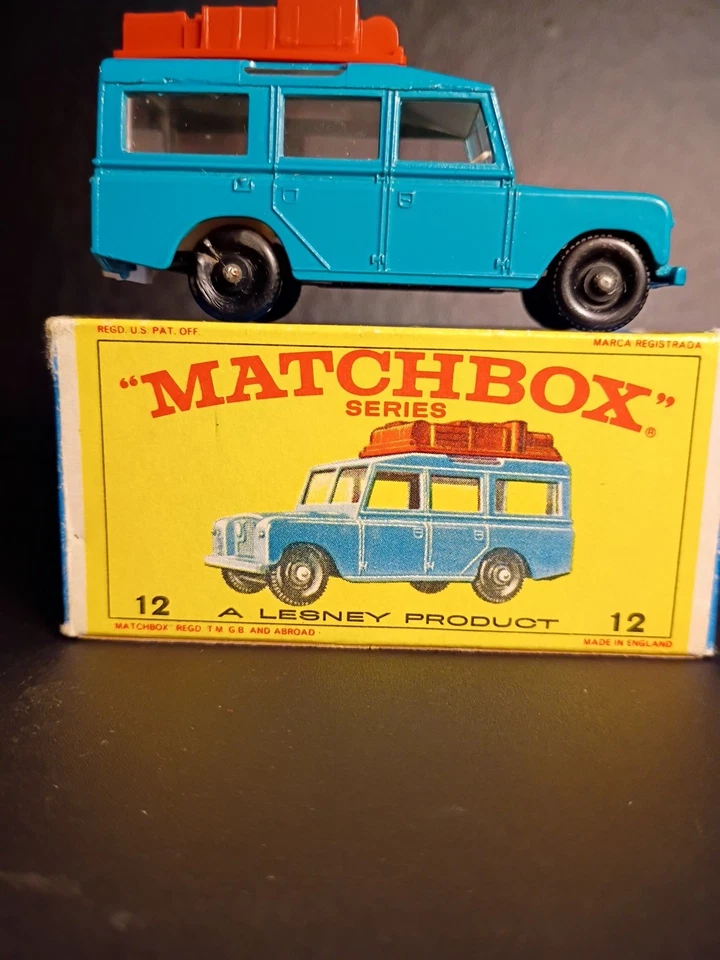 REGD. U.S. PAT. OFF.
MARCA REGISTRADA
"MATCHBOX"®
SERIES
12 A LESNEY PRODUCT 12
MATCHBOX" REGD T.M. G.B. AND ABROAD
MADE IN ENGLAND